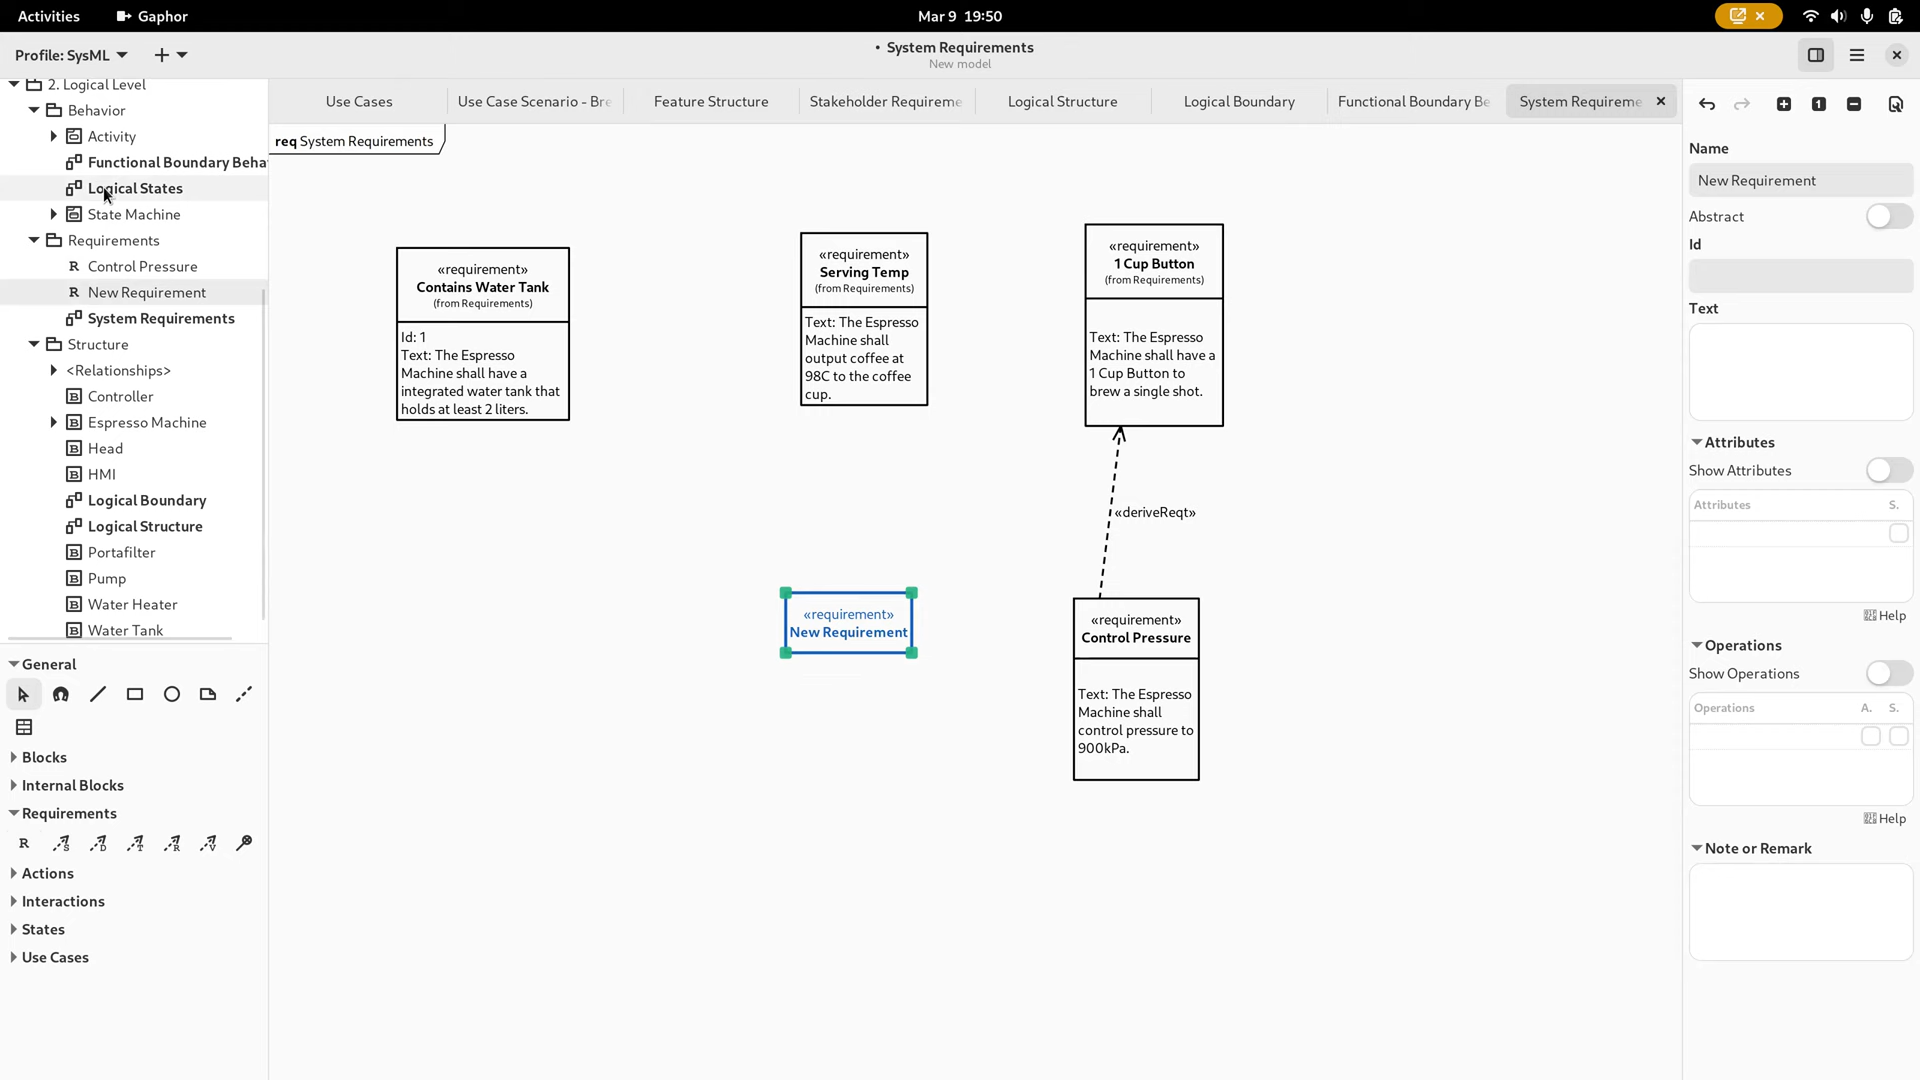 Activities
Gaphor
Mar 9 19:50
Profile: SysML
• System Requirements
New model
2. Logical Level
Behavior
Activity
Functional Boundary Beha
Logical States
State Machine
Requirements
R Control Pressure
R New Requirement
System Requirements
Structure
<Relationships>
B Controller
B Espresso Machine
B Head
B HMI
Logical Boundary
Logical Structure
B Portafilter
B Pump
B Water Heater
B Water Tank
General
Blocks
Internal Blocks
Requirements
R S D T R V
Actions
Interactions
States
Use Cases
Use Cases
Use Case Scenario - Bre
Feature Structure
Stakeholder Requireme
Logical Structure
Logical Boundary
Functional Boundary Be
System Requireme
req System Requirements
«requirement»
Contains Water Tank
(from Requirements)
Id: 1
Text: The Espresso
Machine shall have a
integrated water tank that
holds at least 2 liters.
«requirement»
Serving Temp
(from Requirements)
Text: The Espresso
Machine shall
output coffee at
98C to the coffee
cup.
«requirement»
1 Cup Button
(from Requirements)
Text: The Espresso
Machine shall have a
1 Cup Button to
brew a single shot.
«deriveReqt»
«requirement»
New Requirement
«requirement»
Control Pressure
Text: The Espresso
Machine shall
control pressure to
900kPa.
1
Name
New Requirement
Abstract
Id
Text
Attributes
Show Attributes
Attributes S.
Help
Operations
Show Operations
Operations A. S.
Help
Note or Remark